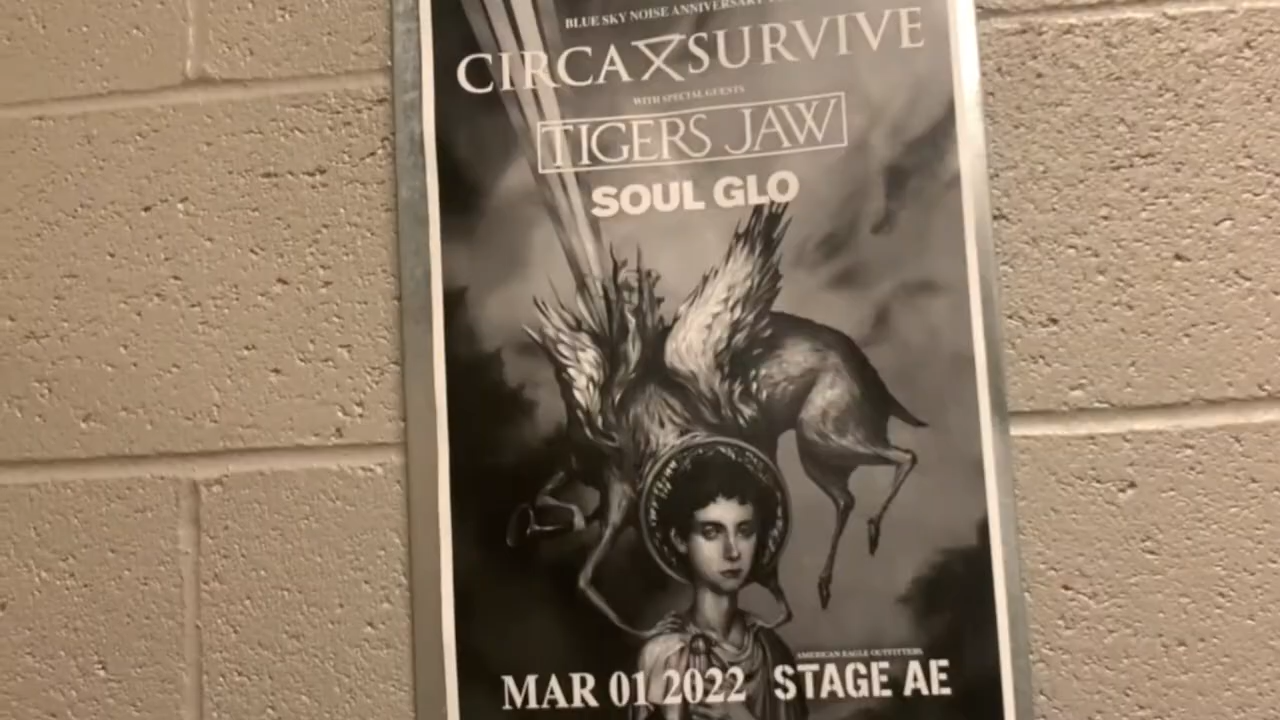 BLUE SKY NOISE ANNIVERSARY
CIRCA SURVIVE
WITH SPECIAL GUESTS
TIGERS JAW
SOUL GLO
AMERICAN EAGLE OUTFITTERS
MAR 01 2022 STAGE AE